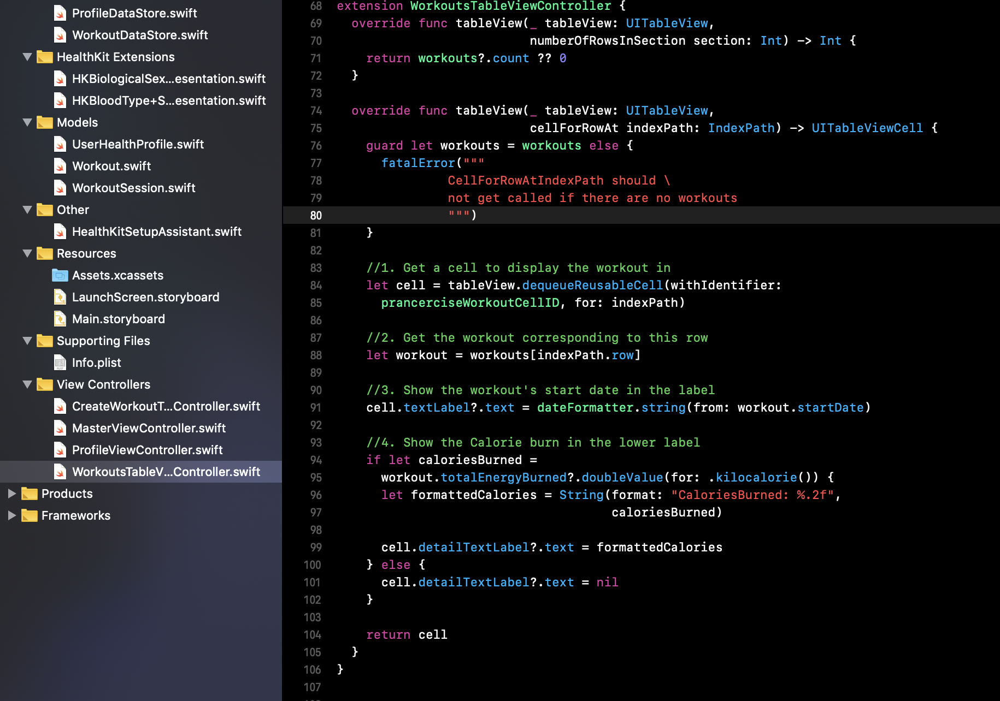 ProfileDataStore.swift
WorkoutDataStore.swift
HealthKit Extensions
HKBiologicalSex...esentation.swift
HKBloodType+S...esentation.swift
Models
UserHealthProfile.swift
Workout.swift
WorkoutSession.swift
Other
HealthKitSetupAssistant.swift
Resources
Assets.xcassets
LaunchScreen.storyboard
Main.storyboard
Supporting Files
Info.plist
View Controllers
CreateWorkoutT...Controller.swift
MasterViewController.swift
ProfileViewController.swift
WorkoutsTableV...Controller.swift
Products
Frameworks
68 extension WorkoutsTableViewController {
69 override func tableView(_ tableView: UITableView,
70 numberOfRowsInSection section: Int) -> Int {
71 return workouts?.count ?? 0
72 }
73
74 override func tableView(_ tableView: UITableView,
75 cellForRowAt indexPath: IndexPath) -> UITableViewCell {
76 guard let workouts = workouts else {
77 fatalError("""
78 CellForRowAtIndexPath should \
79 not get called if there are no workouts
80 """)
81 }
82
83 //1. Get a cell to display the workout in
84 let cell = tableView.dequeueReusableCell(withIdentifier:
85 prancerciseWorkoutCellID, for: indexPath)
86
87 //2. Get the workout corresponding to this row
88 let workout = workouts[indexPath.row]
89
90 //3. Show the workout's start date in the label
91 cell.textLabel?.text = dateFormatter.string(from: workout.startDate)
92
93 //4. Show the Calorie burn in the lower label
94 if let caloriesBurned =
95 workout.totalEnergyBurned?.doubleValue(for: .kilocalorie()) {
96 let formattedCalories = String(format: "CaloriesBurned: %.2f",
97 caloriesBurned)
98
99 cell.detailTextLabel?.text = formattedCalories
100 } else {
101 cell.detailTextLabel?.text = nil
102 }
103
104 return cell
105 }
106 }
107